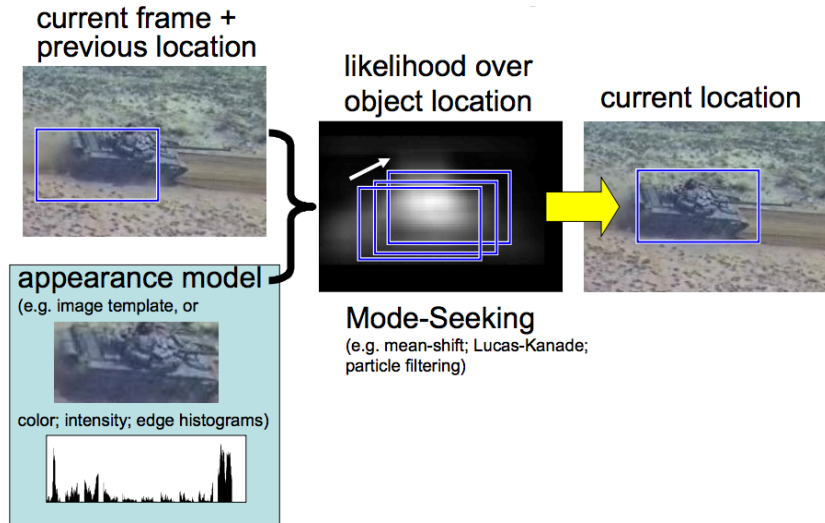 current frame +
previous location
likelihood over
object location
current location
appearance model
(e.g. image template, or
color; intensity; edge histograms)
Mode-Seeking
(e.g. mean-shift; Lucas-Kanade;
particle filtering)